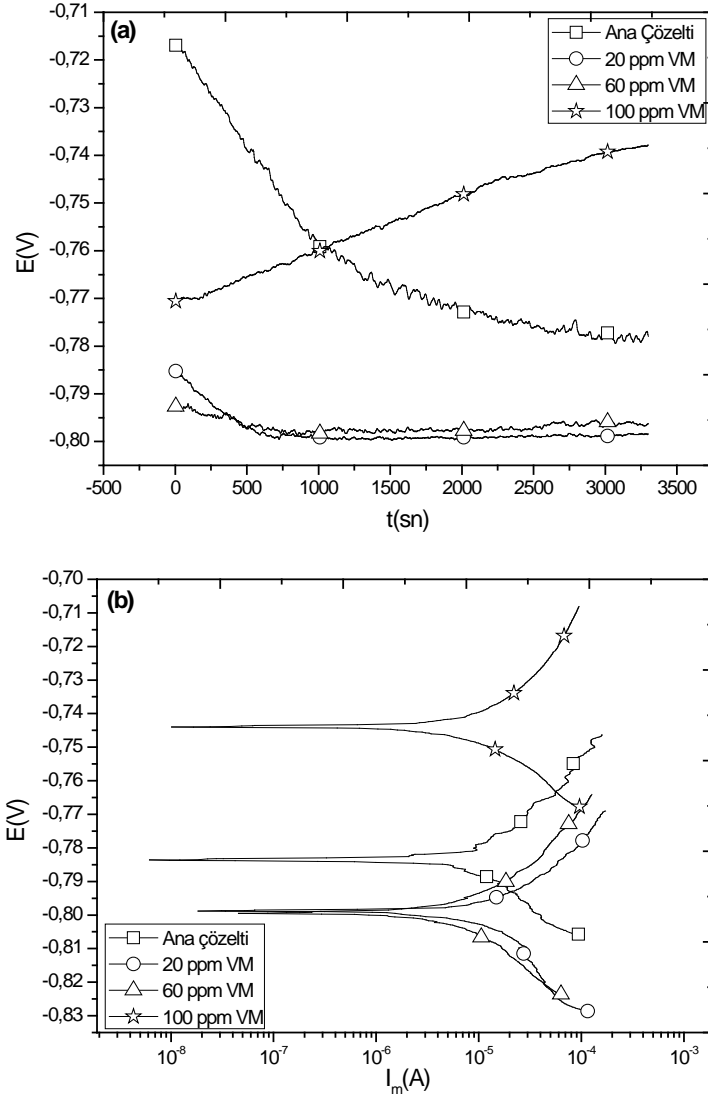 (a)
Ana Çözelti
20 ppm VM
60 ppm VM
100 ppm VM
-0,71
-0,72
-0,73
-0,74
-0,75
-0,76
-0,77
-0,78
-0,79
-0,80
E(V)
-500 0 500 1000 1500 2000 2500 3000 3500
t(sn)
(b)
-0,70
-0,71
-0,72
-0,73
-0,74
-0,75
-0,76
-0,77
-0,78
-0,79
-0,80
-0,81
-0,82
-0,83
E(V)
Ana çözelti
20 ppm VM
60 ppm VM
100 ppm VM
10⁻⁸ 10⁻⁷ 10⁻⁶ 10⁻⁵ 10⁻⁴ 10⁻³
Iₘ(A)